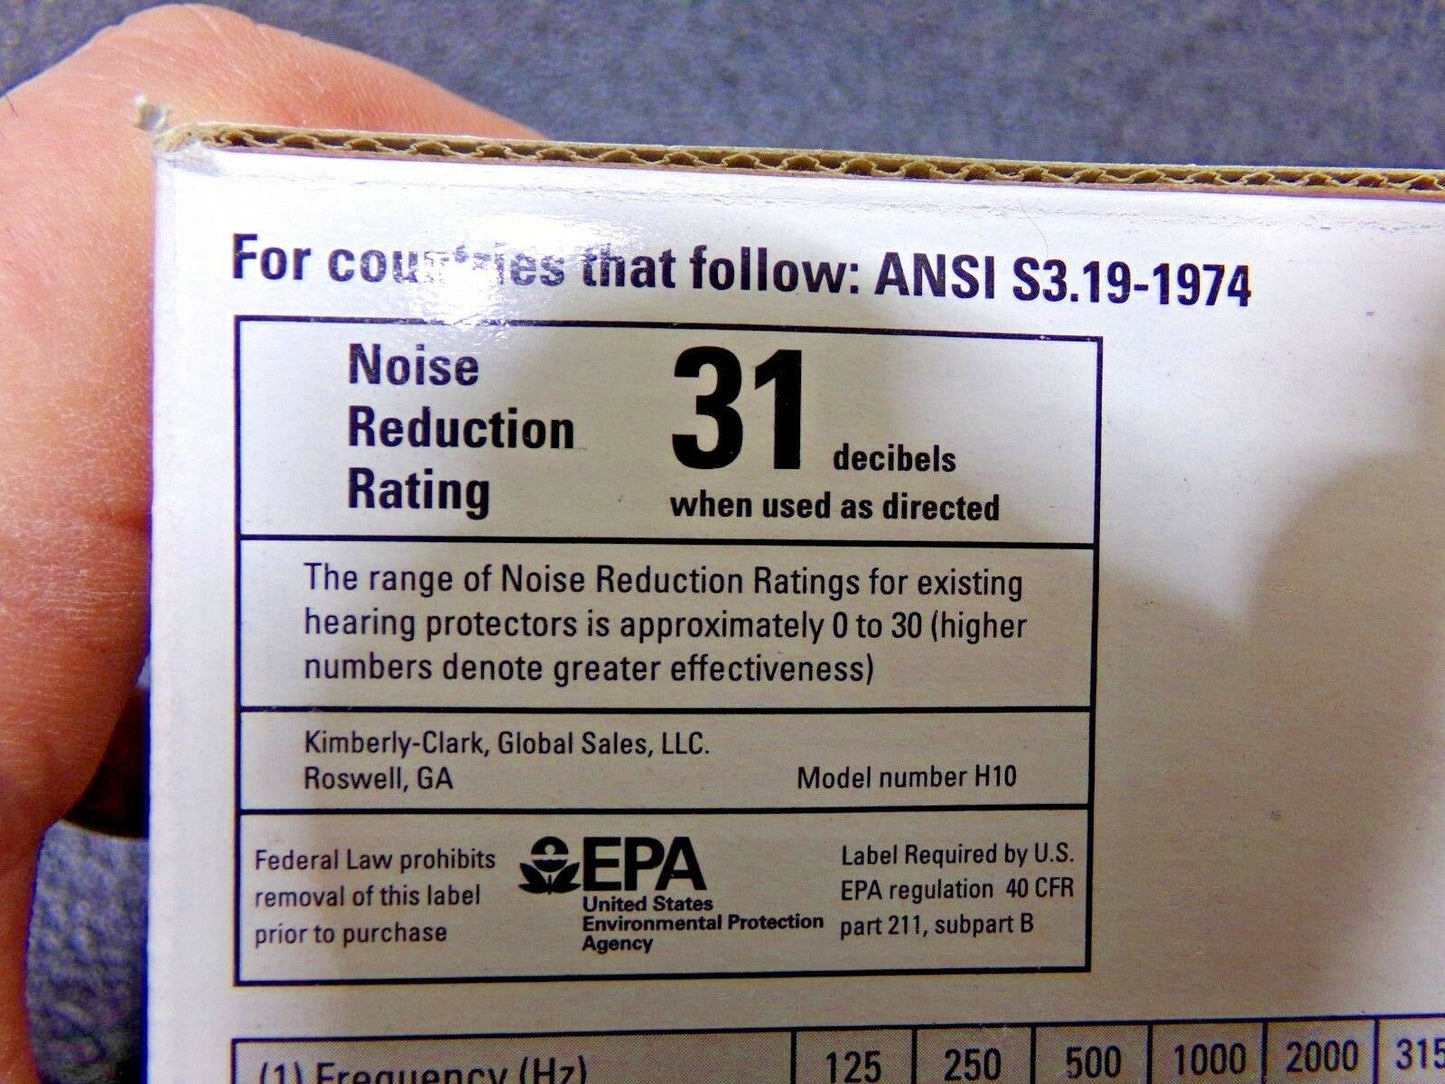 For countries that follow: ANSI S3.19-1974
Noise
Reduction
Rating
31 decibels
when used as directed
The range of Noise Reduction Ratings for existing
hearing protectors is approximately 0 to 30 (higher
numbers denote greater effectiveness)
Kimberly-Clark, Global Sales, LLC.
Roswell, GA
Model number H10
Federal Law prohibits
removal of this label
prior to purchase
EPA
United States
Environmental Protection
Agency
Label Required by U.S.
EPA regulation 40 CFR
part 211, subpart B
(1) Frequency (Hz) 125 250 500 1000 2000